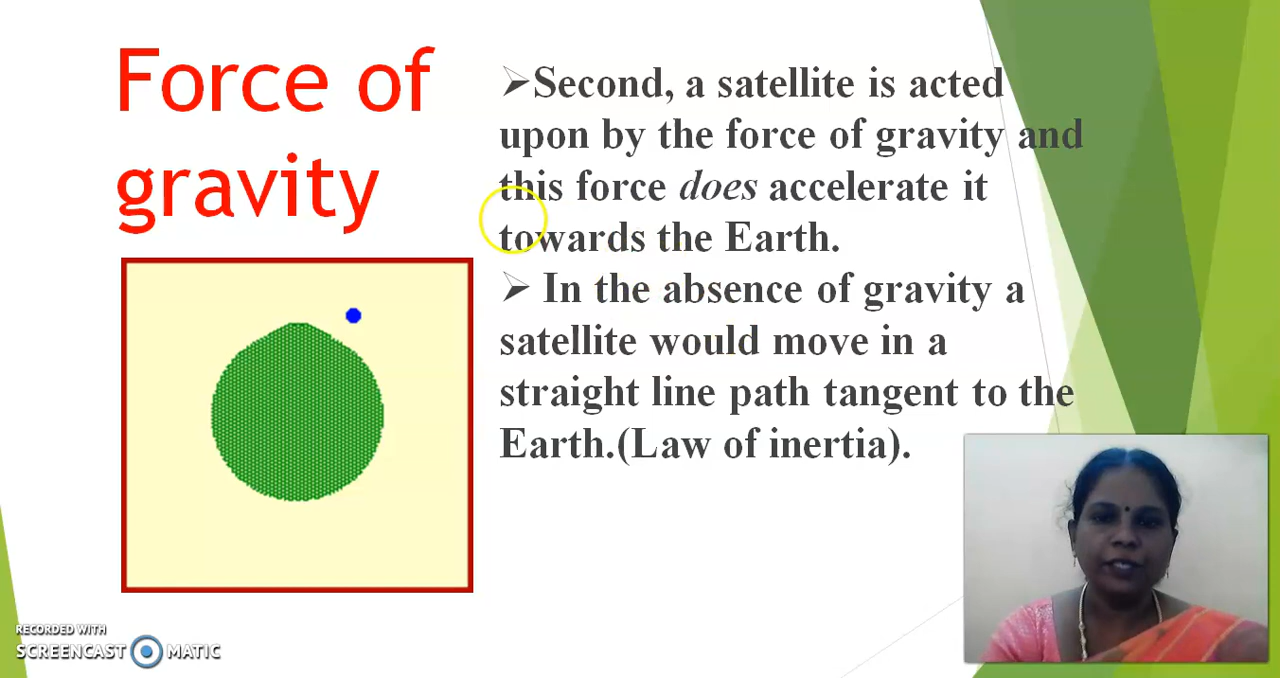 Force of
gravity
➢Second, a satellite is acted
upon by the force of gravity and
this force does accelerate it
towards the Earth.
➢ In the absence of gravity a
satellite would move in a
straight line path tangent to the
Earth.(Law of inertia).
RECORDED WITH
SCREENCAST MATIC